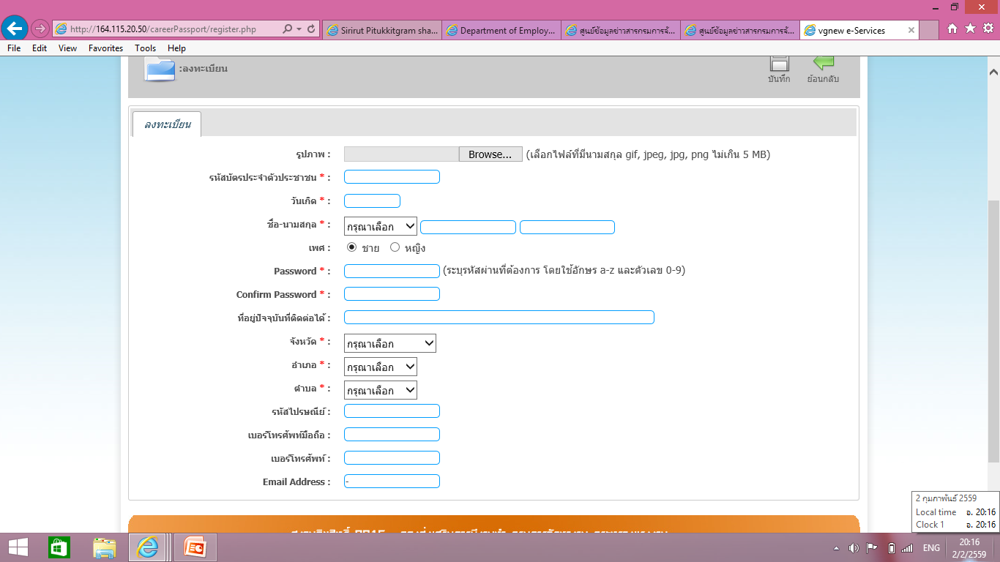 http://164.115.20.50/careerPassport/register.php
Sirirut Pitukkitgram sha...
Department of Employ...
ศูนย์ข้อมูลข่าวสารกรมการจั...
ศูนย์ข้อมูลข่าวสารกรมการจั...
vgnew e-Services
File Edit View Favorites Tools Help
:ลงทะเบียน
บันทึก
ย้อนกลับ
ลงทะเบียน
รูปภาพ : Browse... (เลือกไฟล์ที่มีนามสกุล gif, jpeg, jpg, png ไม่เกิน 5 MB)
รหัสบัตรประจำตัวประชาชน * :
วันเกิด * :
ชื่อ-นามสกุล * : กรุณาเลือก
เพศ : ชาย หญิง
Password * : (ระบุรหัสผ่านที่ต้องการ โดยใช้อักษร a-z และตัวเลข 0-9)
Confirm Password * :
ที่อยู่ปัจจุบันที่ติดต่อได้ :
จังหวัด * : กรุณาเลือก
อำเภอ * : กรุณาเลือก
ตำบล * : กรุณาเลือก
รหัสไปรษณีย์ :
เบอร์โทรศัพท์มือถือ :
เบอร์โทรศัพท์ :
Email Address : -
2 กุมภาพันธ์ 2559
Local time อ. 20:16
Clock 1 อ. 20:16
ENG
20:16
2/2/2559